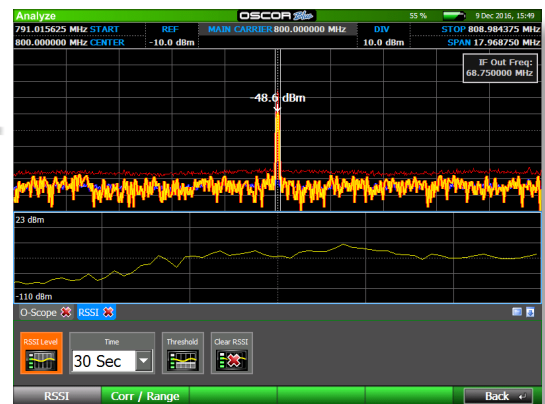 Analyze OSCOR Blue 55 % 9 Dec 2016, 15:49
791.015625 MHz START REF MAIN CARRIER 800.000000 MHz DIV STOP 808.984375 MHz
800.000000 MHz CENTER -10.0 dBm 10.0 dBm SPAN 17.968750 MHz
IF Out Freq:
68.750000 MHz
-48.6 dBm
23 dBm
-110 dBm
O-Scope RSSI
RSSI Level Time Threshold Clear RSSI
30 Sec
RSSI Corr / Range Back